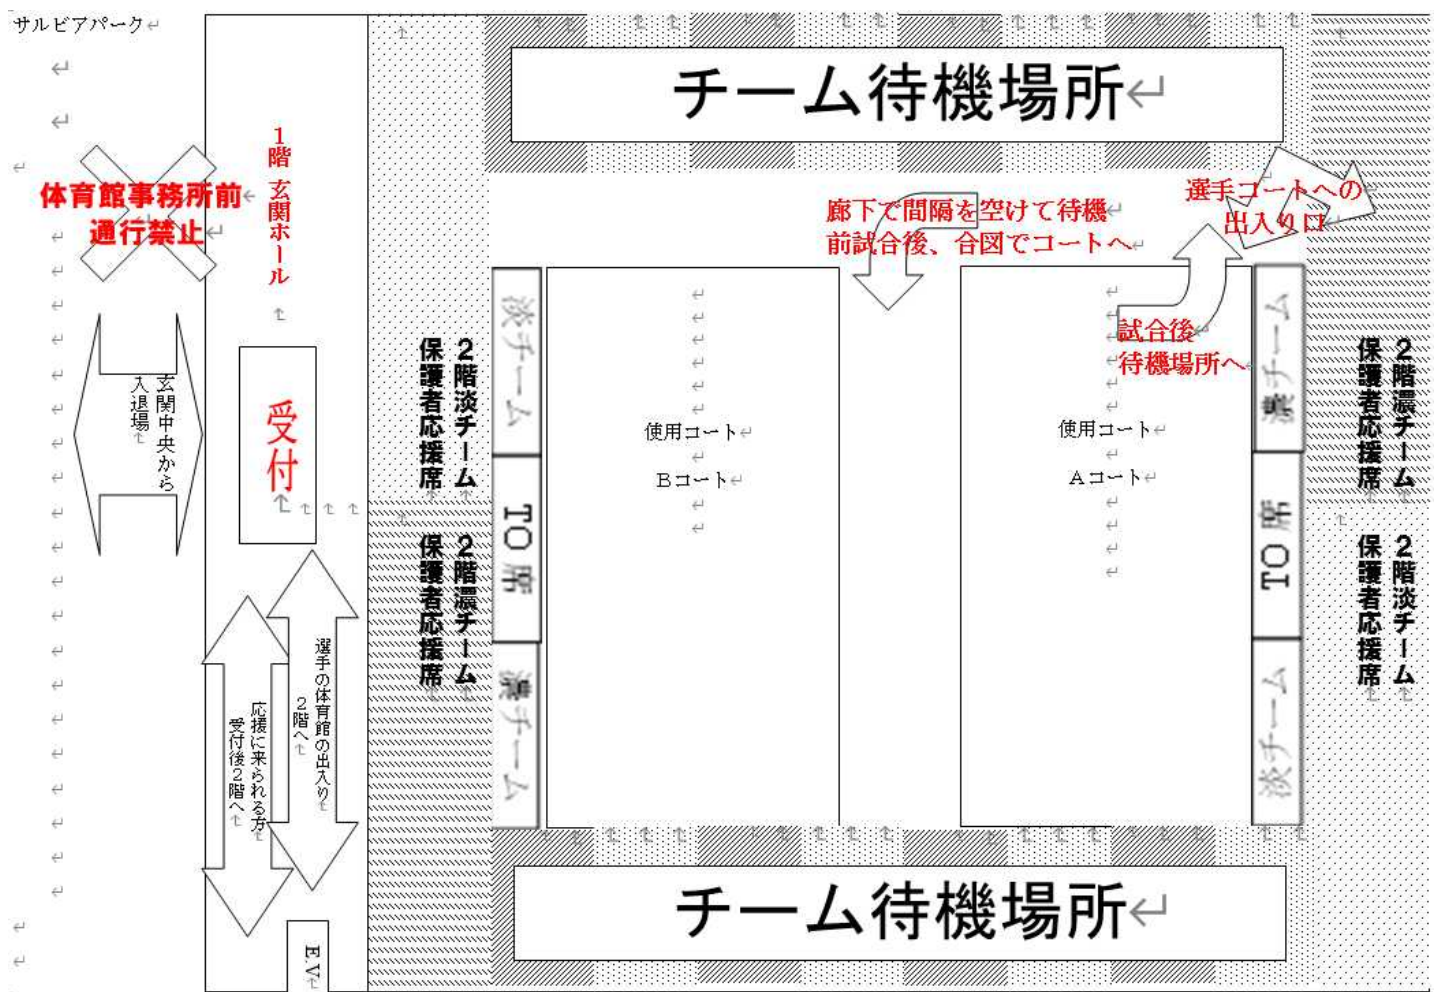 サルビアパーク
チーム待機場所
体育館事務所前
通行禁止
1階 玄関ホール
廊下で間隔を空けて待機
前試合後、合図でコートへ
選手コートへの
出入り口
試合後
待機場所へ
玄関中央から
入退場
受付
2階淡チーム
保護者応援席
2階濃チーム
保護者応援席
淡チーム
TO席
濃チーム
使用コート
Bコート
使用コート
Aコート
濃チーム
TO席
淡チーム
2階濃チーム
保護者応援席
2階淡チーム
保護者応援席
選手の体育館の出入り
2階へ
応援に来られる方
受付後2階へ
EV
チーム待機場所